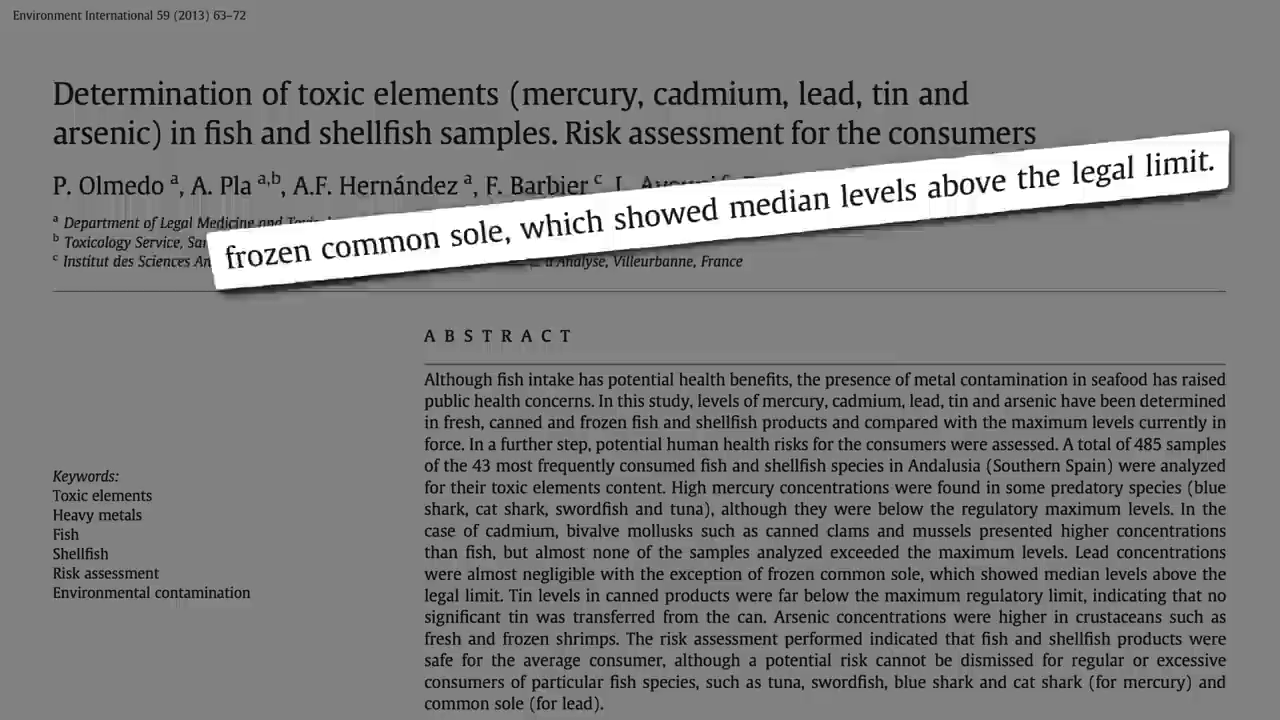 Environment International 59 (2013) 63–72
Determination of toxic elements (mercury, cadmium, lead, tin and
arsenic) in fish and shellfish samples. Risk assessment for the consumers
P. Olmedo a, A. Pla a,b, A.F. Hernández a, F. Barbier c,
frozen common sole, which showed median levels above the legal limit.
a Department of Legal Medicine and
b Toxicology Service,
c Institut des Sciences Analyse, Villeurbanne, France
A B S T R A C T
Although fish intake has potential health benefits, the presence of metal contamination in seafood has raised
public health concerns. In this study, levels of mercury, cadmium, lead, tin and arsenic have been determined
in fresh, canned and frozen fish and shellfish products and compared with the maximum levels currently in
force. In a further step, potential human health risks for the consumers were assessed. A total of 485 samples
of the 43 most frequently consumed fish and shellfish species in Andalusia (Southern Spain) were analyzed
for their toxic elements content. High mercury concentrations were found in some predatory species (blue
shark, cat shark, swordfish and tuna), although they were below the regulatory maximum levels. In the
case of cadmium, bivalve mollusks such as canned clams and mussels presented higher concentrations
than fish, but almost none of the samples analyzed exceeded the maximum levels. Lead concentrations
were almost negligible with the exception of frozen common sole, which showed median levels above the
legal limit. Tin levels in canned products were far below the maximum regulatory limit, indicating that no
significant tin was transferred from the can. Arsenic concentrations were higher in crustaceans such as
fresh and frozen shrimps. The risk assessment performed indicated that fish and shellfish products were
safe for the average consumer, although a potential risk cannot be dismissed for regular or excessive
consumers of particular fish species, such as tuna, swordfish, blue shark and cat shark (for mercury) and
common sole (for lead).
Keywords:
Toxic elements
Heavy metals
Fish
Shellfish
Risk assessment
Environmental contamination